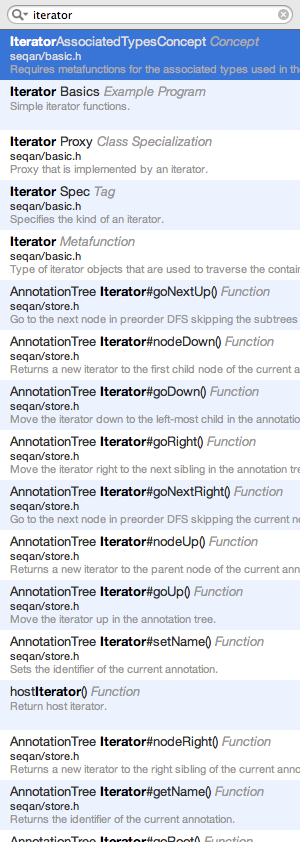 iterator
IteratorAssociatedTypesConcept Concept
seqan/basic.h
Requires metafunctions for the associated types used in the
Iterator Basics Example Program
Simple iterator functions.
Iterator Proxy Class Specialization
seqan/basic.h
Proxy that is implemented by an iterator.
Iterator Spec Tag
seqan/basic.h
Specifies the kind of an iterator.
Iterator Metafunction
seqan/basic.h
Type of iterator objects that are used to traverse the contain
AnnotationTree Iterator#goNextUp() Function
seqan/store.h
Go to the next node in preorder DFS skipping the subtrees
AnnotationTree Iterator#nodeDown() Function
seqan/store.h
Returns a new iterator to the first child node of the current a
AnnotationTree Iterator#goDown() Function
seqan/store.h
Move the iterator down to the left-most child in the annotatio
AnnotationTree Iterator#goRight() Function
seqan/store.h
Move the iterator right to the next sibling in the annotation tre
AnnotationTree Iterator#goNextRight() Function
seqan/store.h
Go to the next node in preorder DFS skipping the current no
AnnotationTree Iterator#nodeUp() Function
seqan/store.h
Returns a new iterator to the parent node of the current ann
AnnotationTree Iterator#goUp() Function
seqan/store.h
Move the iterator up in the annotation tree.
AnnotationTree Iterator#setName() Function
seqan/store.h
Sets the identifier of the current annotation.
hostIterator() Function
Return host iterator.
AnnotationTree Iterator#nodeRight() Function
seqan/store.h
Returns a new iterator to the right sibling of the current anno
AnnotationTree Iterator#getName() Function
seqan/store.h
Returns the identifier of the current annotation.
AnnotationTree Iterator#goRoot() Function